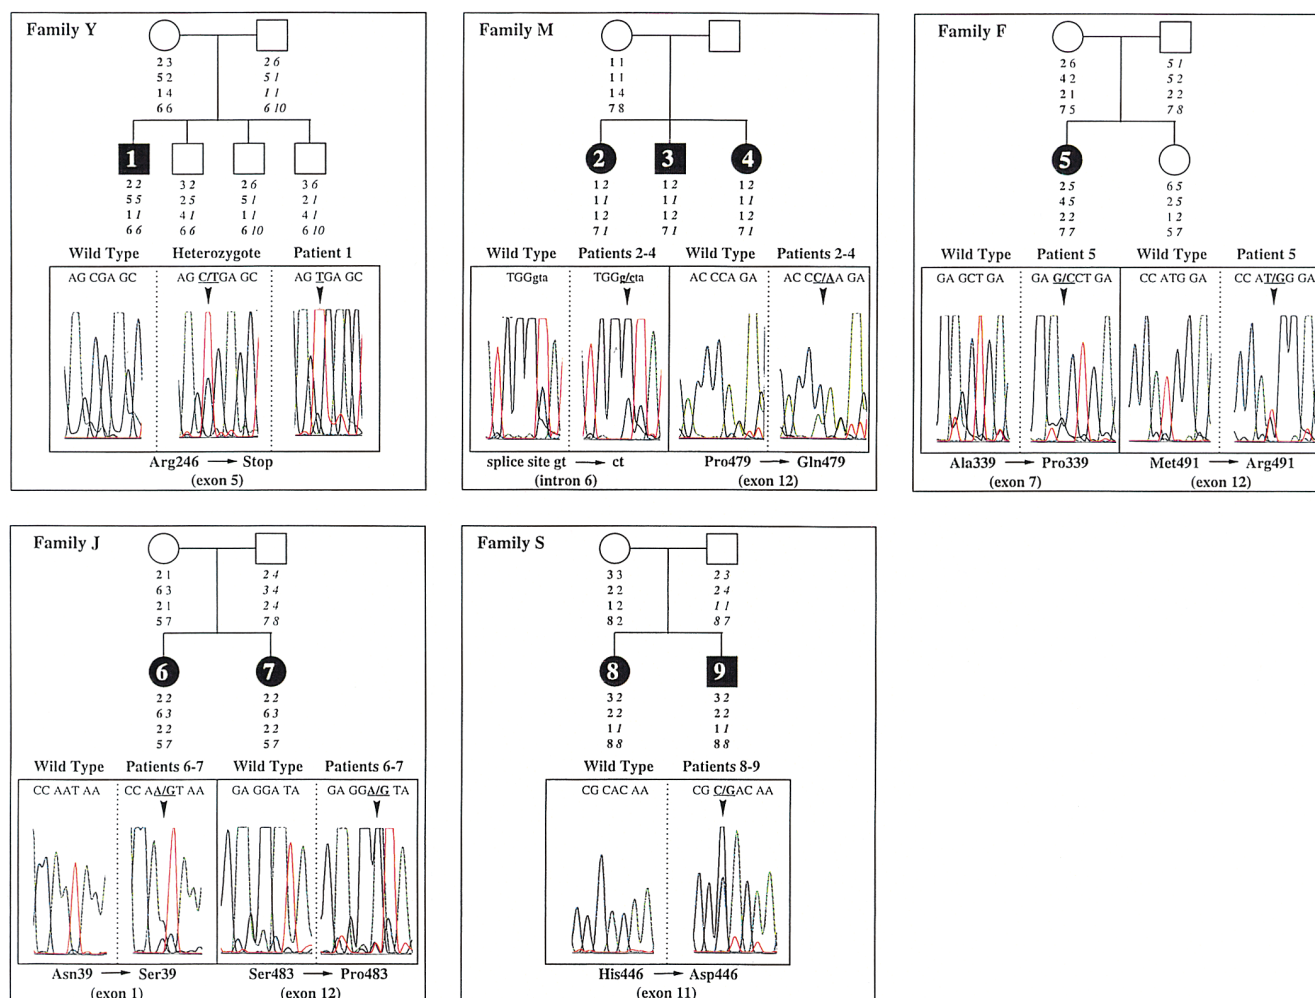 Family Y
2 3 2 6
5 2 5 1
1 4 1 1
6 6 6 10
1
2 2 3 2 2 6 3 6
5 5 2 5 5 1 2 1
1 1 4 1 1 1 4 1
6 6 6 6 6 10 6 10
Wild Type Heterozygote Patient 1
AG CGA GC AG C/TGA GC AG TGA GC
Arg246 → Stop
(exon 5)
Family M
1 1
1 1
1 4
7 8
2 3 4
1 2 1 2 1 2
1 1 1 1 1 1
1 2 1 2 1 2
7 1 7 1 7 1
Wild Type Patients 2-4 Wild Type Patients 2-4
TGGgta TGGg/cta AC CCA GA AC CC/AA GA
splice site gt → ct Pro479 → Gln479
(intron 6) (exon 12)
Family F
2 6 5 1
4 2 5 2
2 1 2 2
7 5 7 8
5
2 5 6 5
4 5 2 5
2 2 1 2
7 7 5 7
Wild Type Patient 5 Wild Type Patient 5
GA GCT GA GA G/CCT GA CC ATG GA CC AT/GG GA
Ala339 → Pro339 Met491 → Arg491
(exon 7) (exon 12)
Family J
2 1 2 4
6 3 3 4
2 1 2 4
5 7 7 8
6 7
2 2 2 2
6 3 6 3
2 2 2 2
5 7 5 7
Wild Type Patients 6-7 Wild Type Patients 6-7
CC AAT AA CC AA/GT AA GA GGA TA GA GGA/G TA
Asn39 → Ser39 Ser483 → Pro483
(exon 1) (exon 12)
Family S
3 3 2 3
2 2 2 4
1 2 1 1
8 2 8 7
8 9
3 2 3 2
2 2 2 2
1 1 1 1
8 8 8 8
Wild Type Patients 8-9
CG CAC AA CG C/GAC AA
His446 → Asp446
(exon 11)